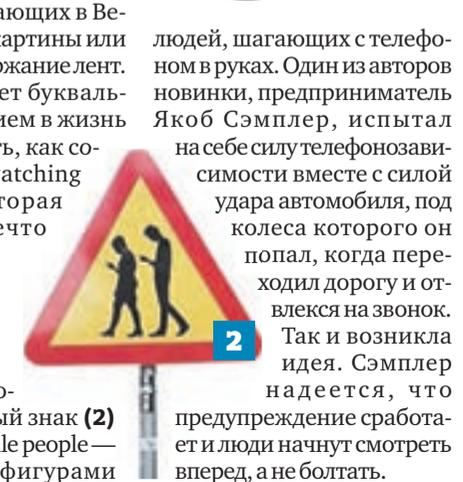 ающих в Ве-
картины или
ржание лент.
ет букваль-
ием в жизнь
ть, как со-
atching
торая
ечто
2
о-
ый знак (2)
le people —
фигурами
людей, шагающих с телефо-
ном в руках. Один из авторов
новинки, предприниматель
Якоб Сэмплер, испытал
на себе силу телефонозави-
симости вместе с силой
удара автомобиля, под
колеса которого он
попал, когда пере-
ходил дорогу и от-
влекся на звонок.
Так и возникла
идея. Сэмплер
надеется, что
предупреждение сработа-
ет и люди начнут смотреть
вперед, а не болтать.